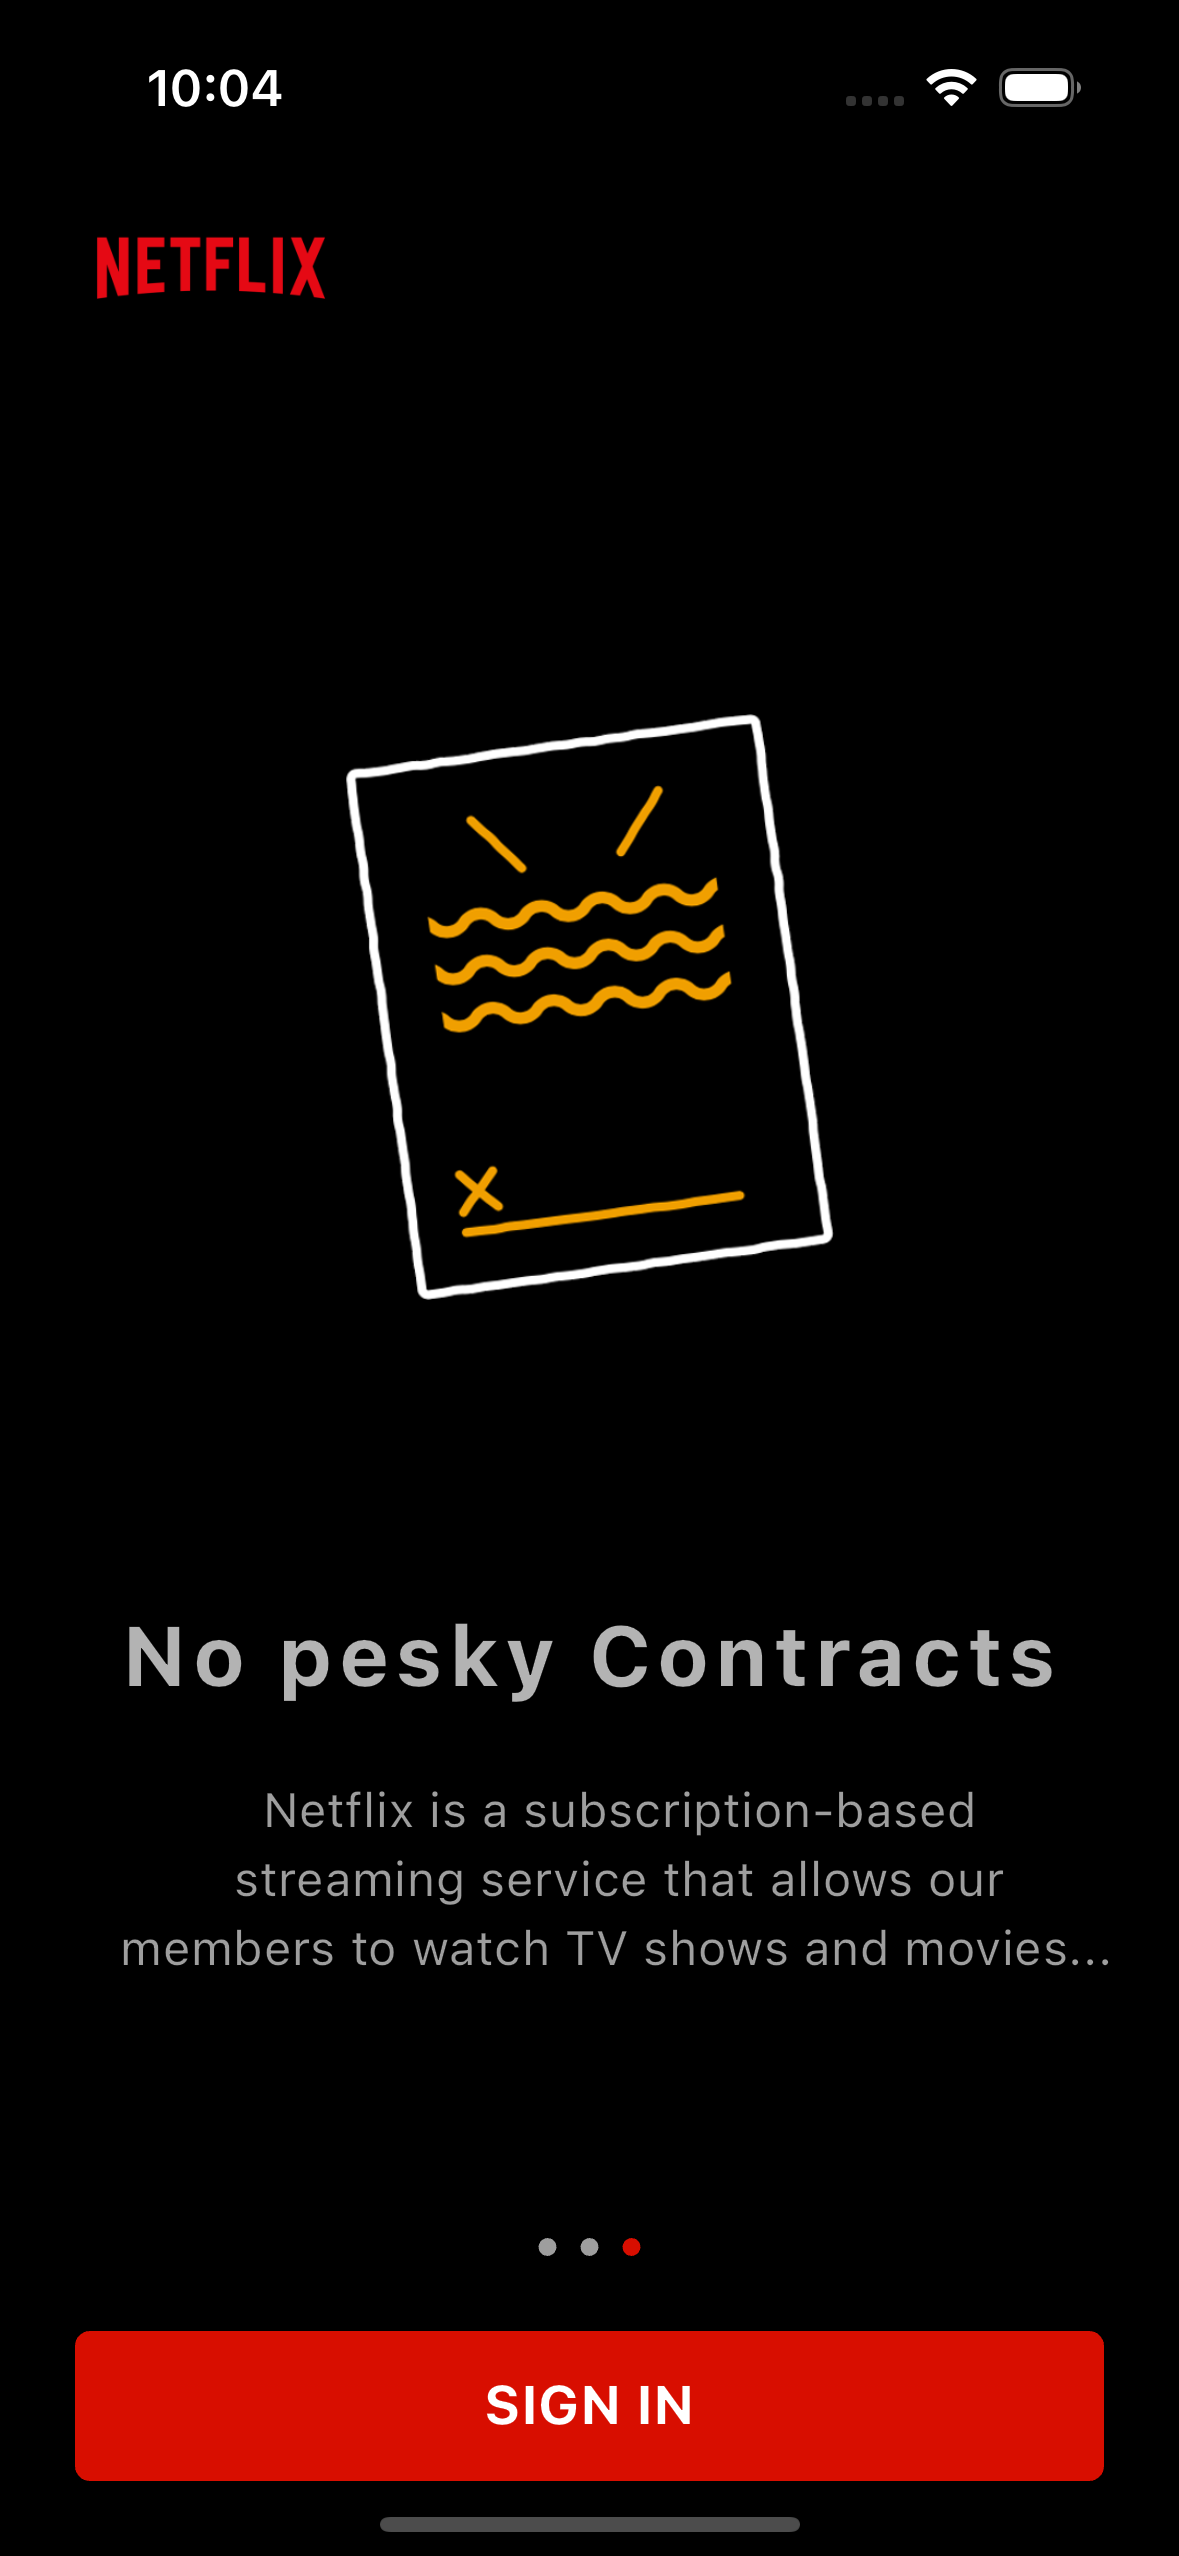 10:04
NETFLIX
No pesky Contracts
Netflix is a subscription-based
streaming service that allows our
members to watch TV shows and movies...
SIGN IN